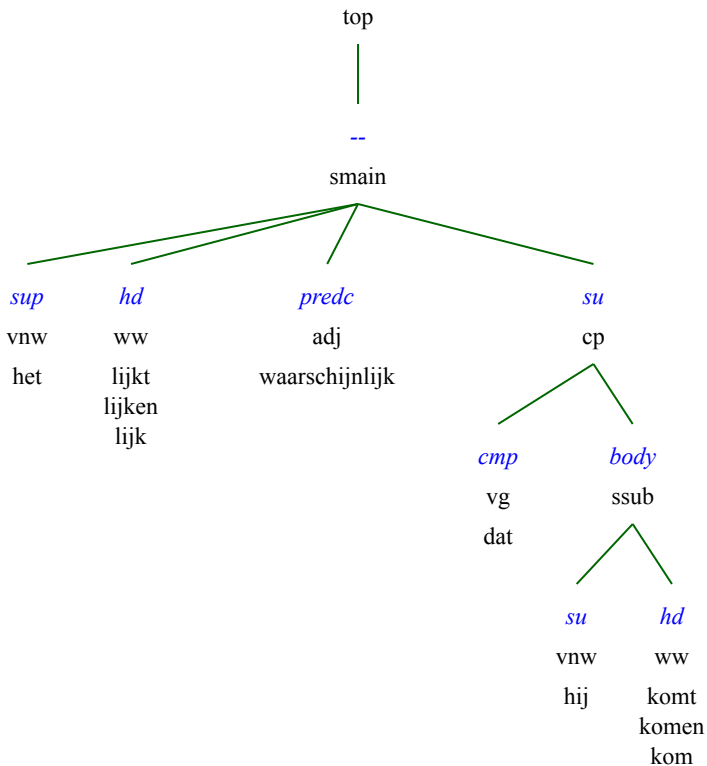 top
--
smain
sup hd predc su
vnw ww adj cp
het lijkt waarschijnlijk
lijken
lijk
cmp body
vg ssub
dat
su hd
vnw ww
hij komt
komen
kom